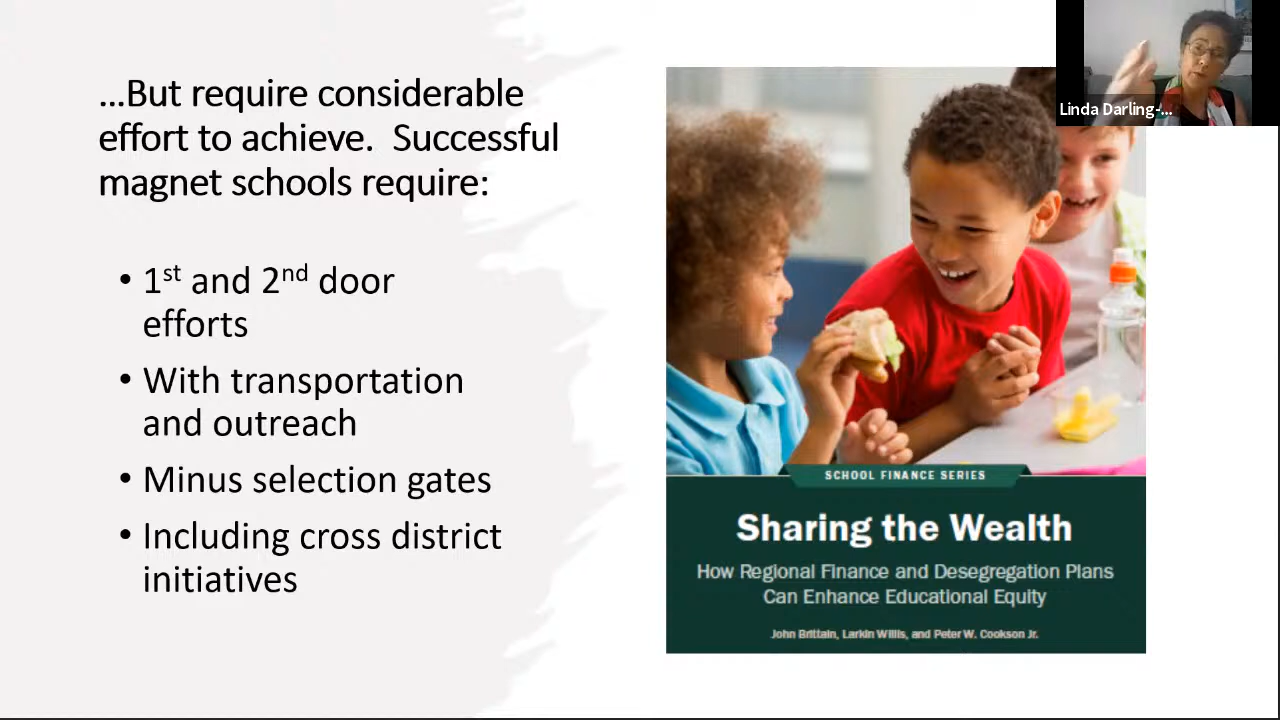 ...But require considerable
effort to achieve.  Successful
magnet schools require:
• 1st and 2nd door
efforts
• With transportation
and outreach
• Minus selection gates
• Including cross district
initiatives
Linda Darling-...
SCHOOL FINANCE SERIES
Sharing the Wealth
How Regional Finance and Desegregation Plans
Can Enhance Educational Equity
John Brittain, Larkin Willis, and Peter W. Cookson Jr.